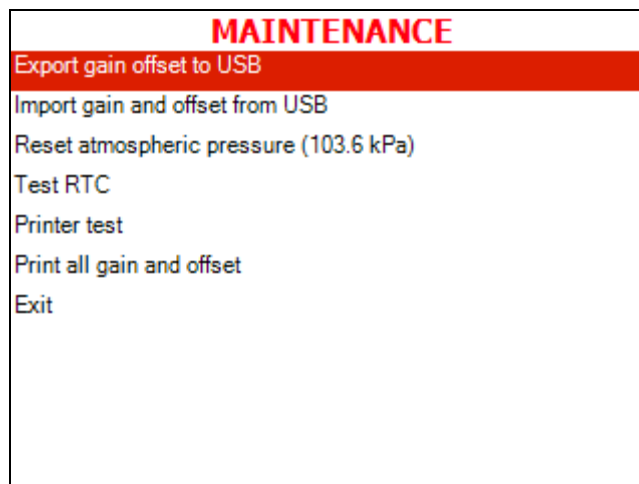 MAINTENANCE
Export gain offset to USB
Import gain and offset from USB
Reset atmospheric pressure (103.6 kPa)
Test RTC
Printer test
Print all gain and offset
Exit